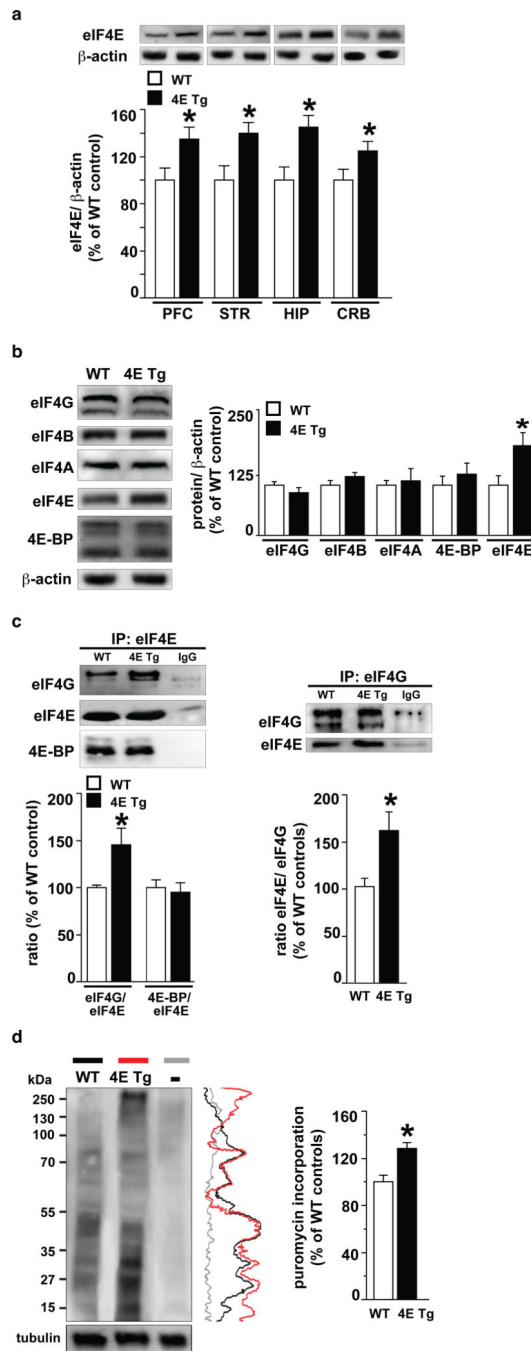 a
eIF4E
β-actin
WT
4E Tg
eIF4E/ β-actin
(% of WT control)
160
120
80
40
0
* * * *
PFC STR HIP CRB
b
WT 4E Tg
eIF4G
eIF4B
eIF4A
eIF4E
4E-BP
β-actin
protein/ β-actin
(% of WT control)
250
125
0
WT
4E Tg
*
eIF4G eIF4B eIF4A 4E-BP eIF4E
c
IP: eIF4E
WT 4E Tg IgG
eIF4G
eIF4E
4E-BP
WT
4E Tg
ratio (% of WT control)
200
150
100
50
0
*
eIF4G/
eIF4E
4E-BP/
eIF4E
IP: eIF4G
WT 4E Tg IgG
eIF4G
eIF4E
ratio eIF4E/ eIF4G
(% of WT controls)
200
150
100
50
0
*
WT 4E Tg
d
kDa WT 4E Tg -
250
130
100
70
55
35
27
15
tubulin
puromycin incorporation
(% of WT controls)
160
120
80
40
0
*
WT 4E Tg